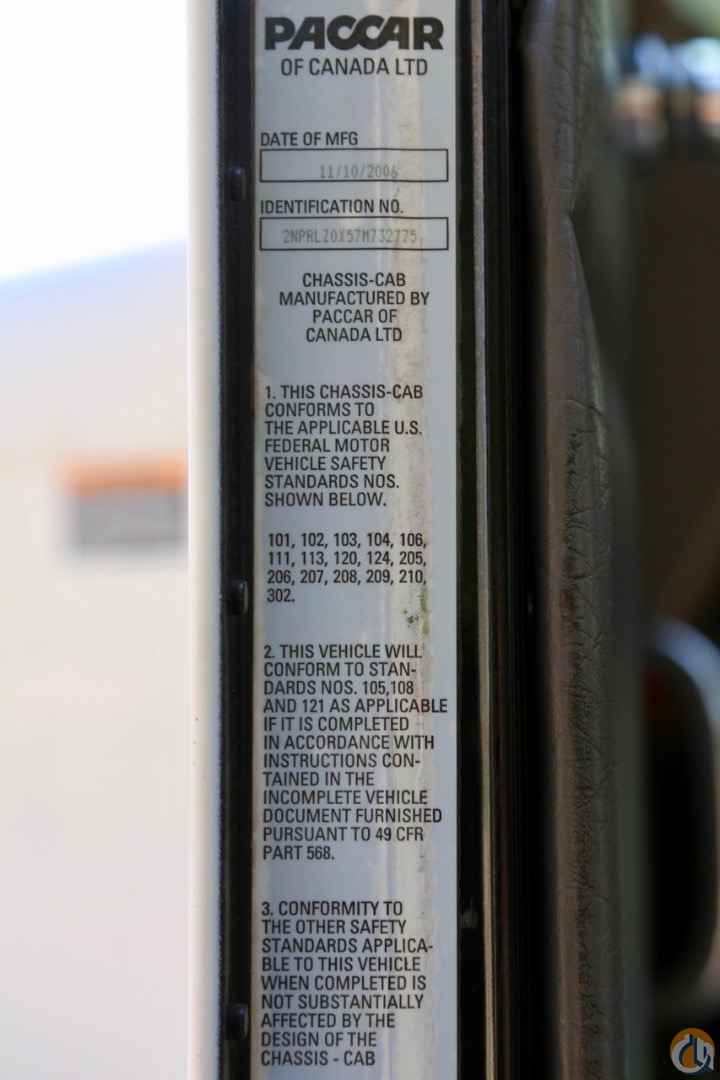 PACCAR
OF CANADA LTD
DATE OF MFG
11/10/2006
IDENTIFICATION NO.
2NPRLZ0X57M732775
CHASSIS-CAB
MANUFACTURED BY
PACCAR OF
CANADA LTD
1. THIS CHASSIS-CAB
CONFORMS TO
THE APPLICABLE U.S.
FEDERAL MOTOR
VEHICLE SAFETY
STANDARDS NOS.
SHOWN BELOW.
101, 102, 103, 104, 106,
111, 113, 120, 124, 205,
206, 207, 208, 209, 210,
302.
2. THIS VEHICLE WILL
CONFORM TO STAN-
DARDS NOS. 105,108
AND 121 AS APPLICABLE
IF IT IS COMPLETED
IN ACCORDANCE WITH
INSTRUCTIONS CON-
TAINED IN THE
INCOMPLETE VEHICLE
DOCUMENT FURNISHED
PURSUANT TO 49 CFR
PART 568.
3. CONFORMITY TO
THE OTHER SAFETY
STANDARDS APPLICA-
BLE TO THIS VEHICLE
WHEN COMPLETED IS
NOT SUBSTANTIALLY
AFFECTED BY THE
DESIGN OF THE
CHASSIS - CAB